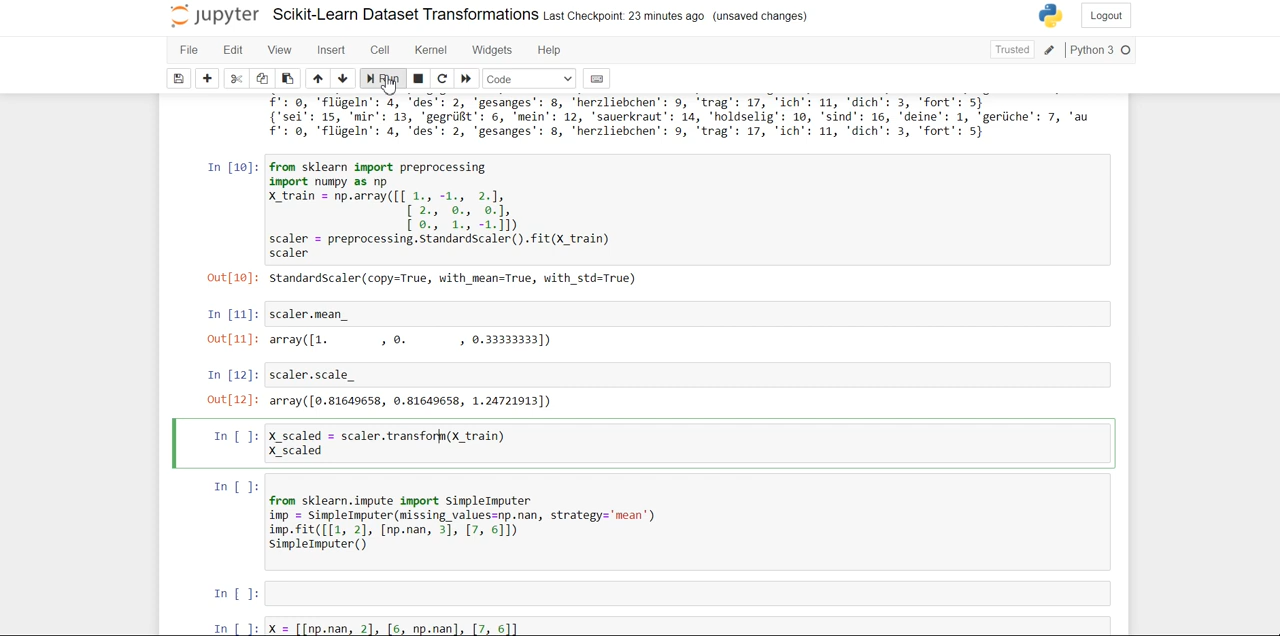 jupyter Scikit-Learn Dataset Transformations Last Checkpoint: 23 minutes ago (unsaved changes) Logout
File Edit View Insert Cell Kernel Widgets Help Trusted Python 3
Run Code
f': 0, 'flügeln': 4, 'des': 2, 'gesanges': 8, 'herzliebchen': 9, 'trag': 17, 'ich': 11, 'dich': 3, 'fort': 5}
{'sei': 15, 'mir': 13, 'gegrüßt': 6, 'mein': 12, 'sauerkraut': 14, 'holdselig': 10, 'sind': 16, 'deine': 1, 'gerüche': 7, 'au
f': 0, 'flügeln': 4, 'des': 2, 'gesanges': 8, 'herzliebchen': 9, 'trag': 17, 'ich': 11, 'dich': 3, 'fort': 5}
In [10]: from sklearn import preprocessing
import numpy as np
X_train = np.array([[ 1., -1., 2.],
[ 2., 0., 0.],
[ 0., 1., -1.]])
scaler = preprocessing.StandardScaler().fit(X_train)
scaler
Out[10]: StandardScaler(copy=True, with_mean=True, with_std=True)
In [11]: scaler.mean_
Out[11]: array([1. , 0. , 0.33333333])
In [12]: scaler.scale_
Out[12]: array([0.81649658, 0.81649658, 1.24721913])
In [ ]: X_scaled = scaler.transform(X_train)
X_scaled
In [ ]:
from sklearn.impute import SimpleImputer
imp = SimpleImputer(missing_values=np.nan, strategy='mean')
imp.fit([[1, 2], [np.nan, 3], [7, 6]])
SimpleImputer()
In [ ]:
In [ ]: X = [[np.nan, 2], [6, np.nan], [7, 6]]